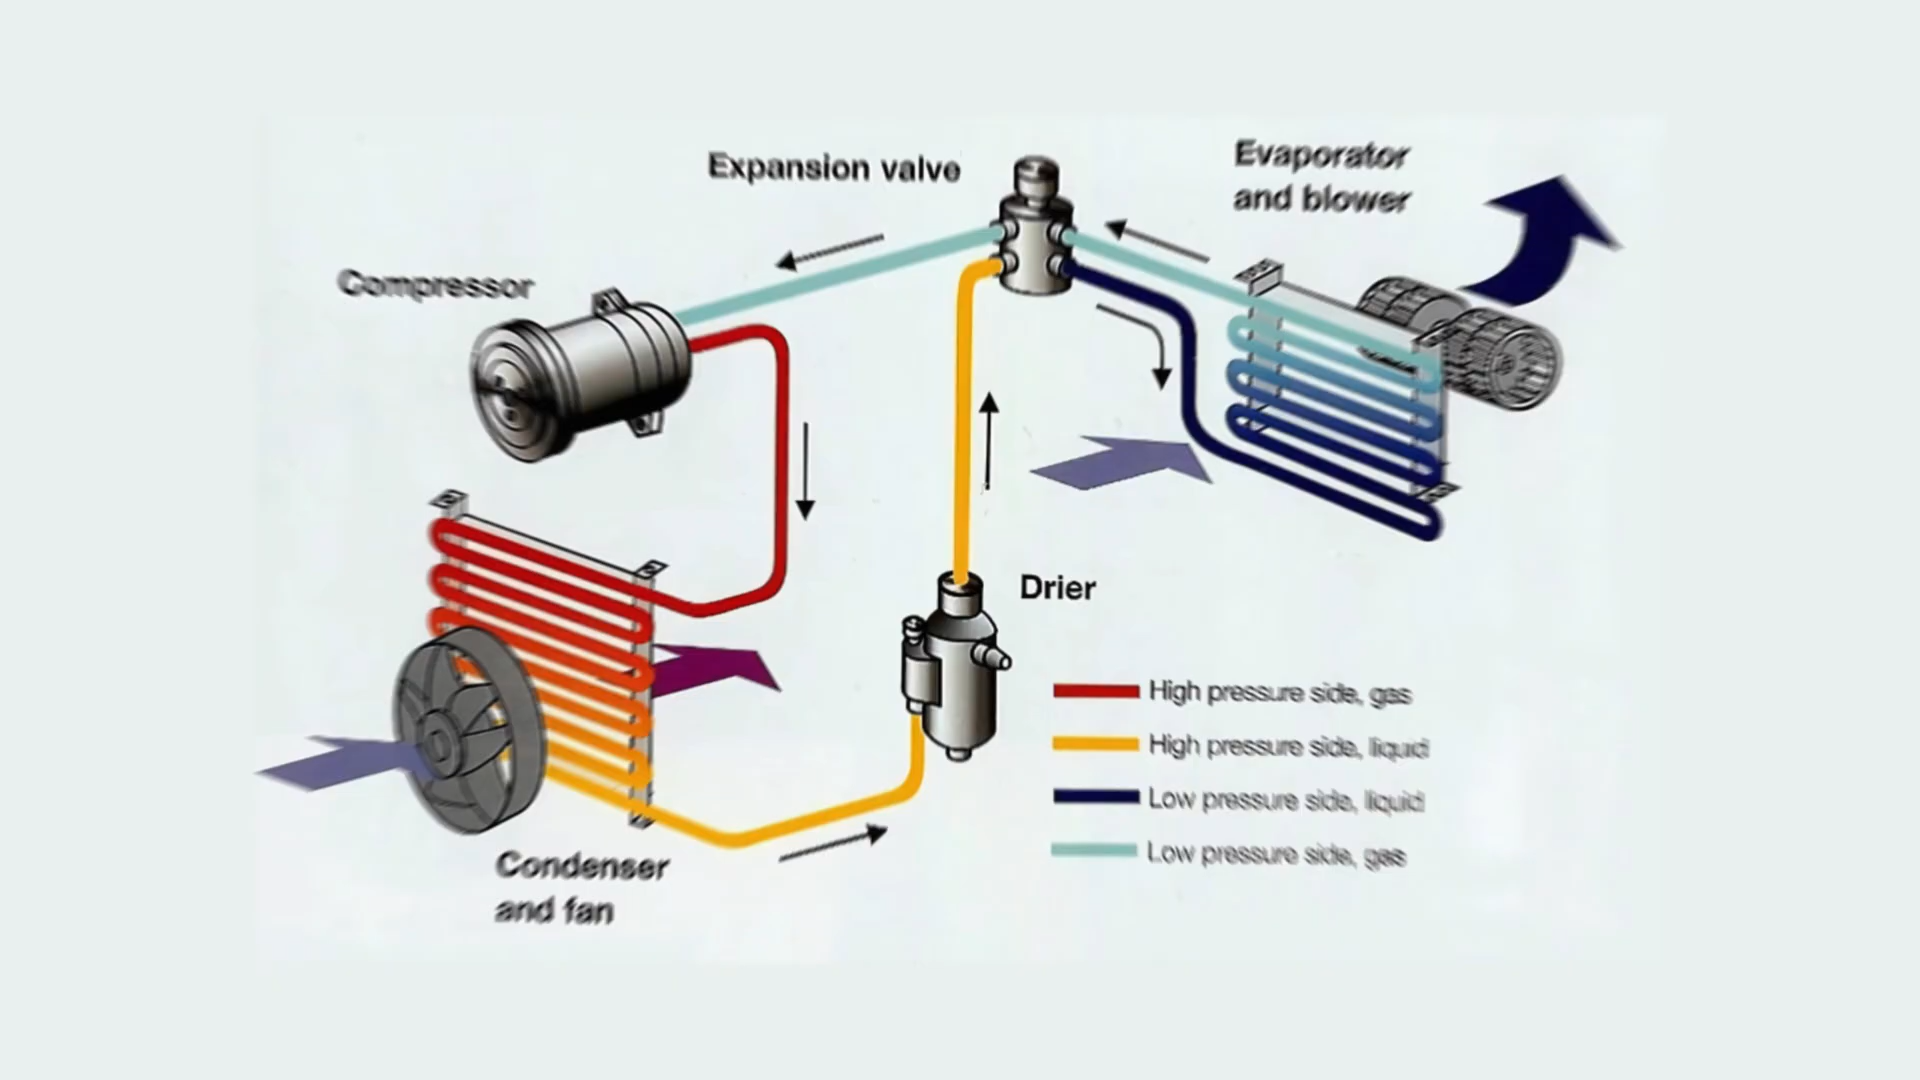 Expansion valve
Evaporator
and blower
Compressor
Drier
High pressure side, gas
High pressure side, liquid
Low pressure side, liquid
Low pressure side, gas
Condenser
and fan